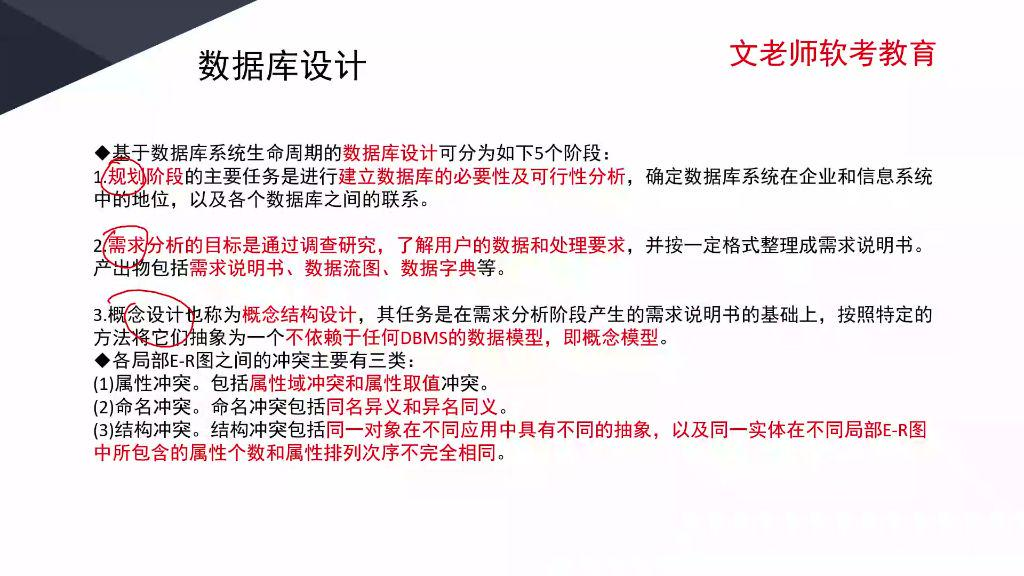 数据库设计
文老师软考教育
◆基于数据库系统生命周期的数据库设计可分为如下5个阶段：
1.规划阶段的主要任务是进行建立数据库的必要性及可行性分析，确定数据库系统在企业和信息系统
中的地位，以及各个数据库之间的联系。
2.需求分析的目标是通过调查研究，了解用户的数据和处理要求，并按一定格式整理成需求说明书。
产出物包括需求说明书、数据流图、数据字典等。
3.概念设计也称为概念结构设计，其任务是在需求分析阶段产生的需求说明书的基础上，按照特定的
方法将它们抽象为一个不依赖于任何DBMS的数据模型，即概念模型。
◆各局部E-R图之间的冲突主要有三类：
(1)属性冲突。包括属性域冲突和属性取值冲突。
(2)命名冲突。命名冲突包括同名异义和异名同义。
(3)结构冲突。结构冲突包括同一对象在不同应用中具有不同的抽象，以及同一实体在不同局部E-R图
中所包含的属性个数和属性排列次序不完全相同。